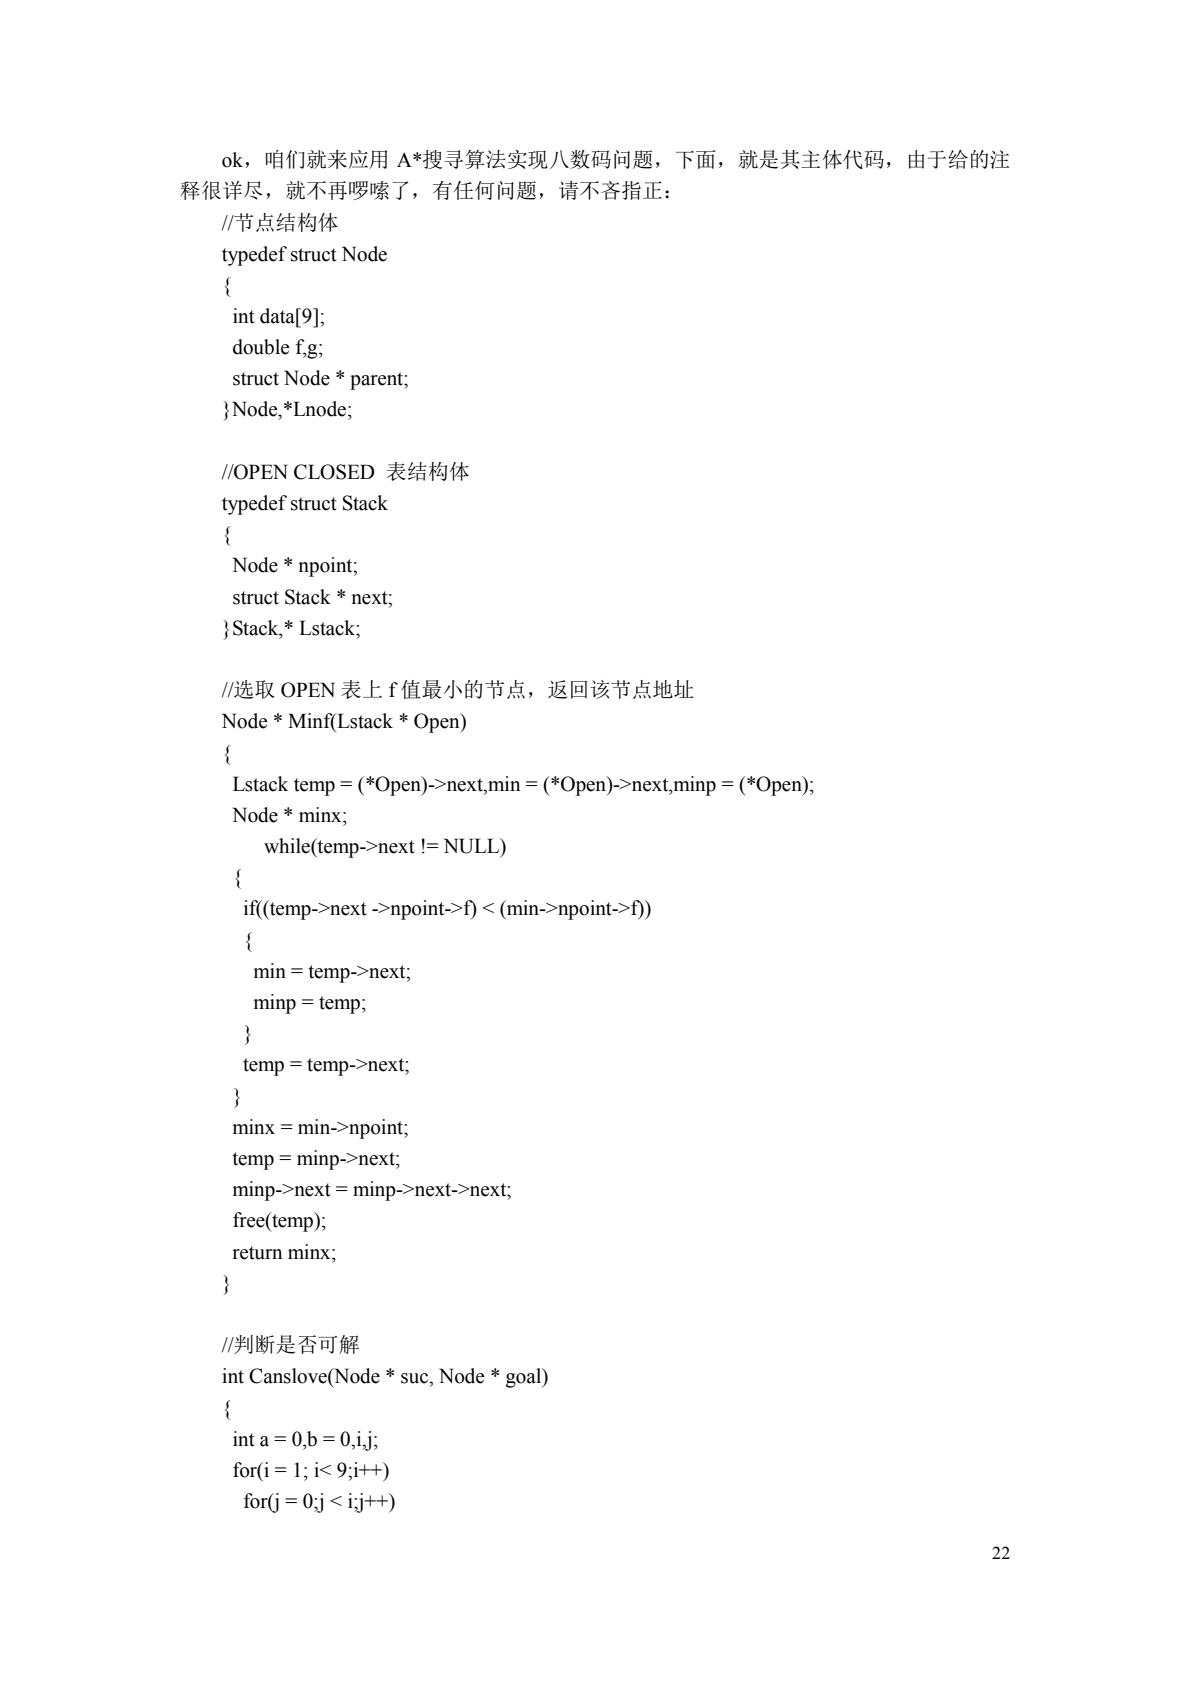 ok，咱们就来应用 A*搜寻算法实现八数码问题，下面，就是其主体代码，由于给的注
释很详尽，就不再啰嗦了，有任何问题，请不吝指正：
//节点结构体
typedef struct Node
{
int data[9];
double f,g;
struct Node * parent;
}Node,*Lnode;
//OPEN CLOSED 表结构体
typedef struct Stack
{
Node * npoint;
struct Stack * next;
}Stack,* Lstack;
//选取 OPEN 表上 f 值最小的节点，返回该节点地址
Node * Minf(Lstack * Open)
{
Lstack temp = (*Open)->next,min = (*Open)->next,minp = (*Open);
Node * minx;
while(temp->next != NULL)
{
if((temp->next ->npoint->f) < (min->npoint->f))
{
min = temp->next;
minp = temp;
}
temp = temp->next;
}
minx = min->npoint;
temp = minp->next;
minp->next = minp->next->next;
free(temp);
return minx;
}
//判断是否可解
int Canslove(Node * suc, Node * goal)
{
int a = 0,b = 0,i,j;
for(i = 1; i< 9;i++)
for(j = 0;j < i;j++)
22